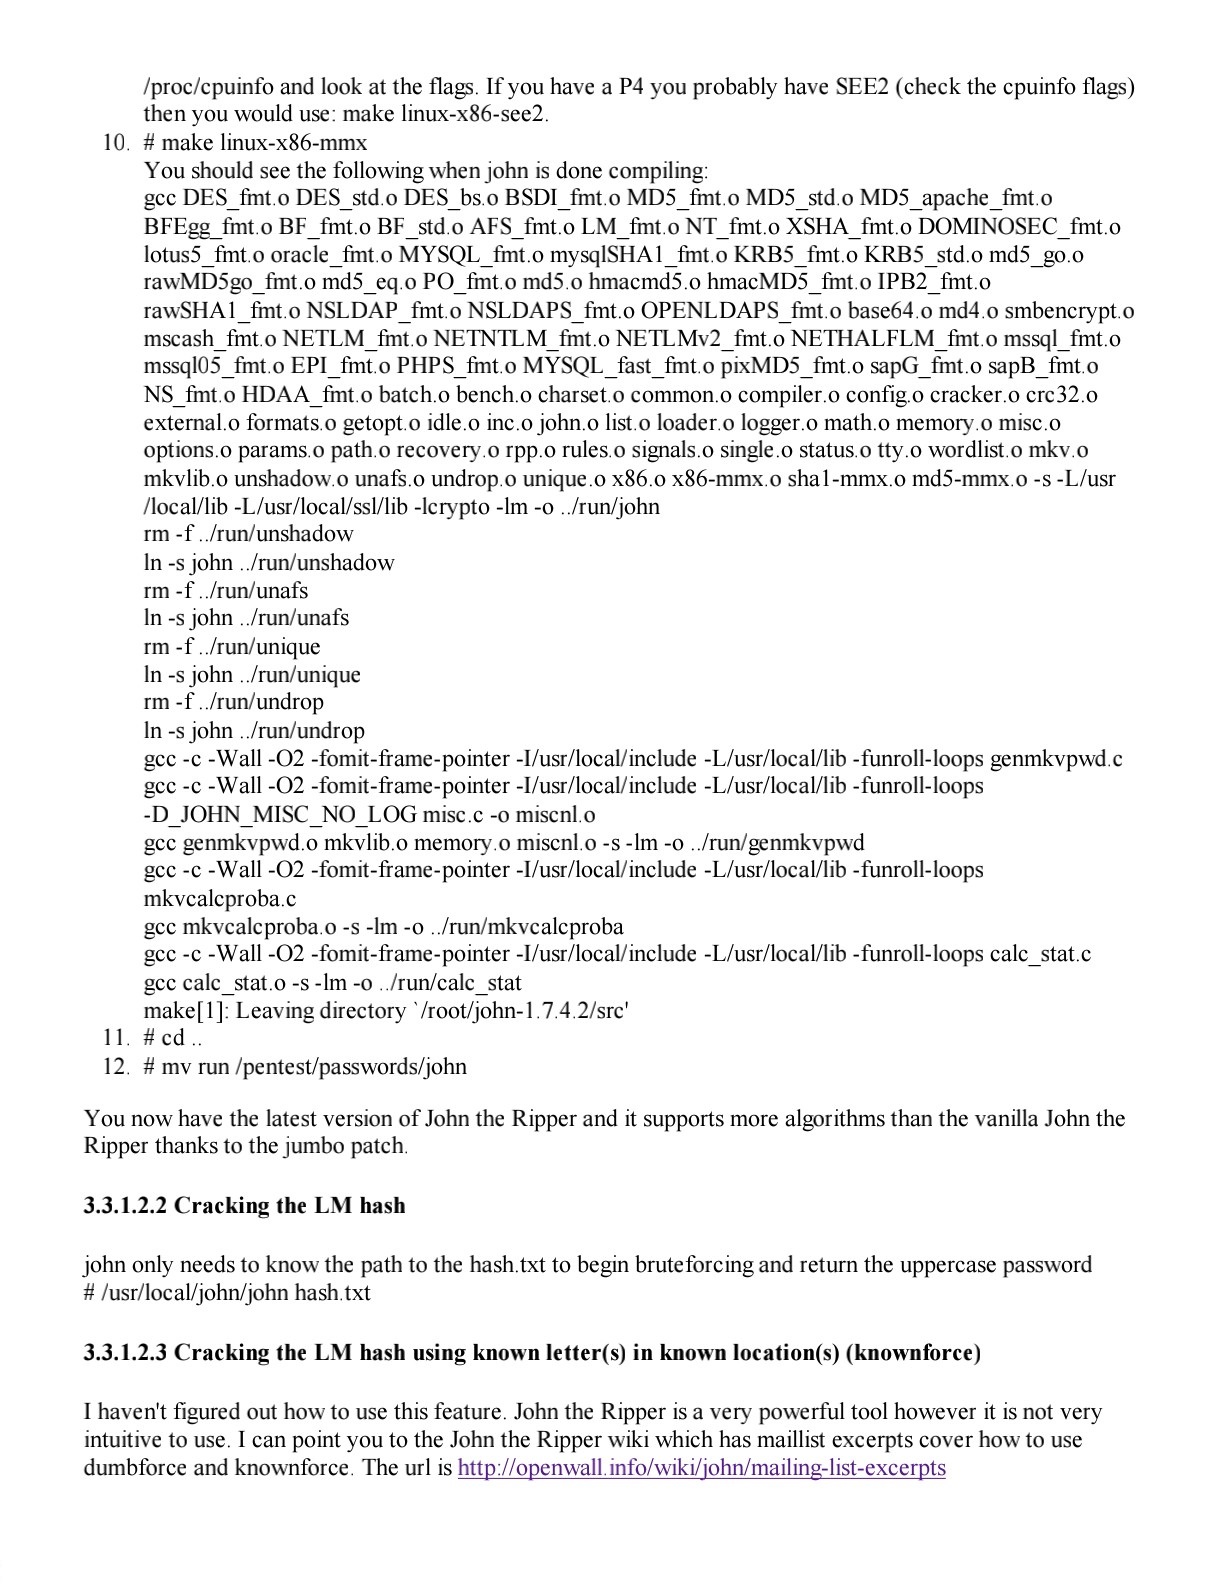 /proc/cpuinfo and look at the flags. If you have a P4 you probably have SEE2 (check the cpuinfo flags)
then you would use: make linux-x86-see2.
10. # make linux-x86-mmx
You should see the following when john is done compiling:
gcc DES_fmt.o DES_std.o DES_bs.o BSDI_fmt.o MD5_fmt.o MD5_std.o MD5_apache_fmt.o
BFEgg_fmt.o BF_fmt.o BF_std.o AFS_fmt.o LM_fmt.o NT_fmt.o XSHA_fmt.o DOMINOSEC_fmt.o
lotus5_fmt.o oracle_fmt.o MYSQL_fmt.o mysqlSHA1_fmt.o KRB5_fmt.o KRB5_std.o md5_go.o
rawMD5go_fmt.o md5_eq.o PO_fmt.o md5.o hmacmd5.o hmacMD5_fmt.o IPB2_fmt.o
rawSHA1_fmt.o NSLDAP_fmt.o NSLDAPS_fmt.o OPENLDAPS_fmt.o base64.o md4.o smbencrypt.o
mscash_fmt.o NETLM_fmt.o NETNTLM_fmt.o NETLMv2_fmt.o NETHALFLM_fmt.o mssql_fmt.o
mssql05_fmt.o EPI_fmt.o PHPS_fmt.o MYSQL_fast_fmt.o pixMD5_fmt.o sapG_fmt.o sapB_fmt.o
NS_fmt.o HDAA_fmt.o batch.o bench.o charset.o common.o compiler.o config.o cracker.o crc32.o
external.o formats.o getopt.o idle.o inc.o john.o list.o loader.o logger.o math.o memory.o misc.o
options.o params.o path.o recovery.o rpp.o rules.o signals.o single.o status.o tty.o wordlist.o mkv.o
mkvlib.o unshadow.o unafs.o undrop.o unique.o x86.o x86-mmx.o sha1-mmx.o md5-mmx.o -s -L/usr
/local/lib -L/usr/local/ssl/lib -lcrypto -lm -o ../run/john
rm -f ../run/unshadow
ln -s john ../run/unshadow
rm -f ../run/unafs
ln -s john ../run/unafs
rm -f ../run/unique
ln -s john ../run/unique
rm -f ../run/undrop
ln -s john ../run/undrop
gcc -c -Wall -O2 -fomit-frame-pointer -I/usr/local/include -L/usr/local/lib -funroll-loops genmkvpwd.c
gcc -c -Wall -O2 -fomit-frame-pointer -I/usr/local/include -L/usr/local/lib -funroll-loops
-D_JOHN_MISC_NO_LOG misc.c -o miscnl.o
gcc genmkvpwd.o mkvlib.o memory.o miscnl.o -s -lm -o ../run/genmkvpwd
gcc -c -Wall -O2 -fomit-frame-pointer -I/usr/local/include -L/usr/local/lib -funroll-loops
mkvcalcproba.c
gcc mkvcalcproba.o -s -lm -o ../run/mkvcalcproba
gcc -c -Wall -O2 -fomit-frame-pointer -I/usr/local/include -L/usr/local/lib -funroll-loops calc_stat.c
gcc calc_stat.o -s -lm -o ../run/calc_stat
make[1]: Leaving directory `/root/john-1.7.4.2/src'
11. # cd ..
12. # mv run /pentest/passwords/john
You now have the latest version of John the Ripper and it supports more algorithms than the vanilla John the
Ripper thanks to the jumbo patch.
3.3.1.2.2 Cracking the LM hash
john only needs to know the path to the hash.txt to begin bruteforcing and return the uppercase password
# /usr/local/john/john hash.txt
3.3.1.2.3 Cracking the LM hash using known letter(s) in known location(s) (knownforce)
I haven't figured out how to use this feature. John the Ripper is a very powerful tool however it is not very
intuitive to use. I can point you to the John the Ripper wiki which has maillist excerpts cover how to use
dumbforce and knownforce. The url is http://openwall.info/wiki/john/mailing-list-excerpts